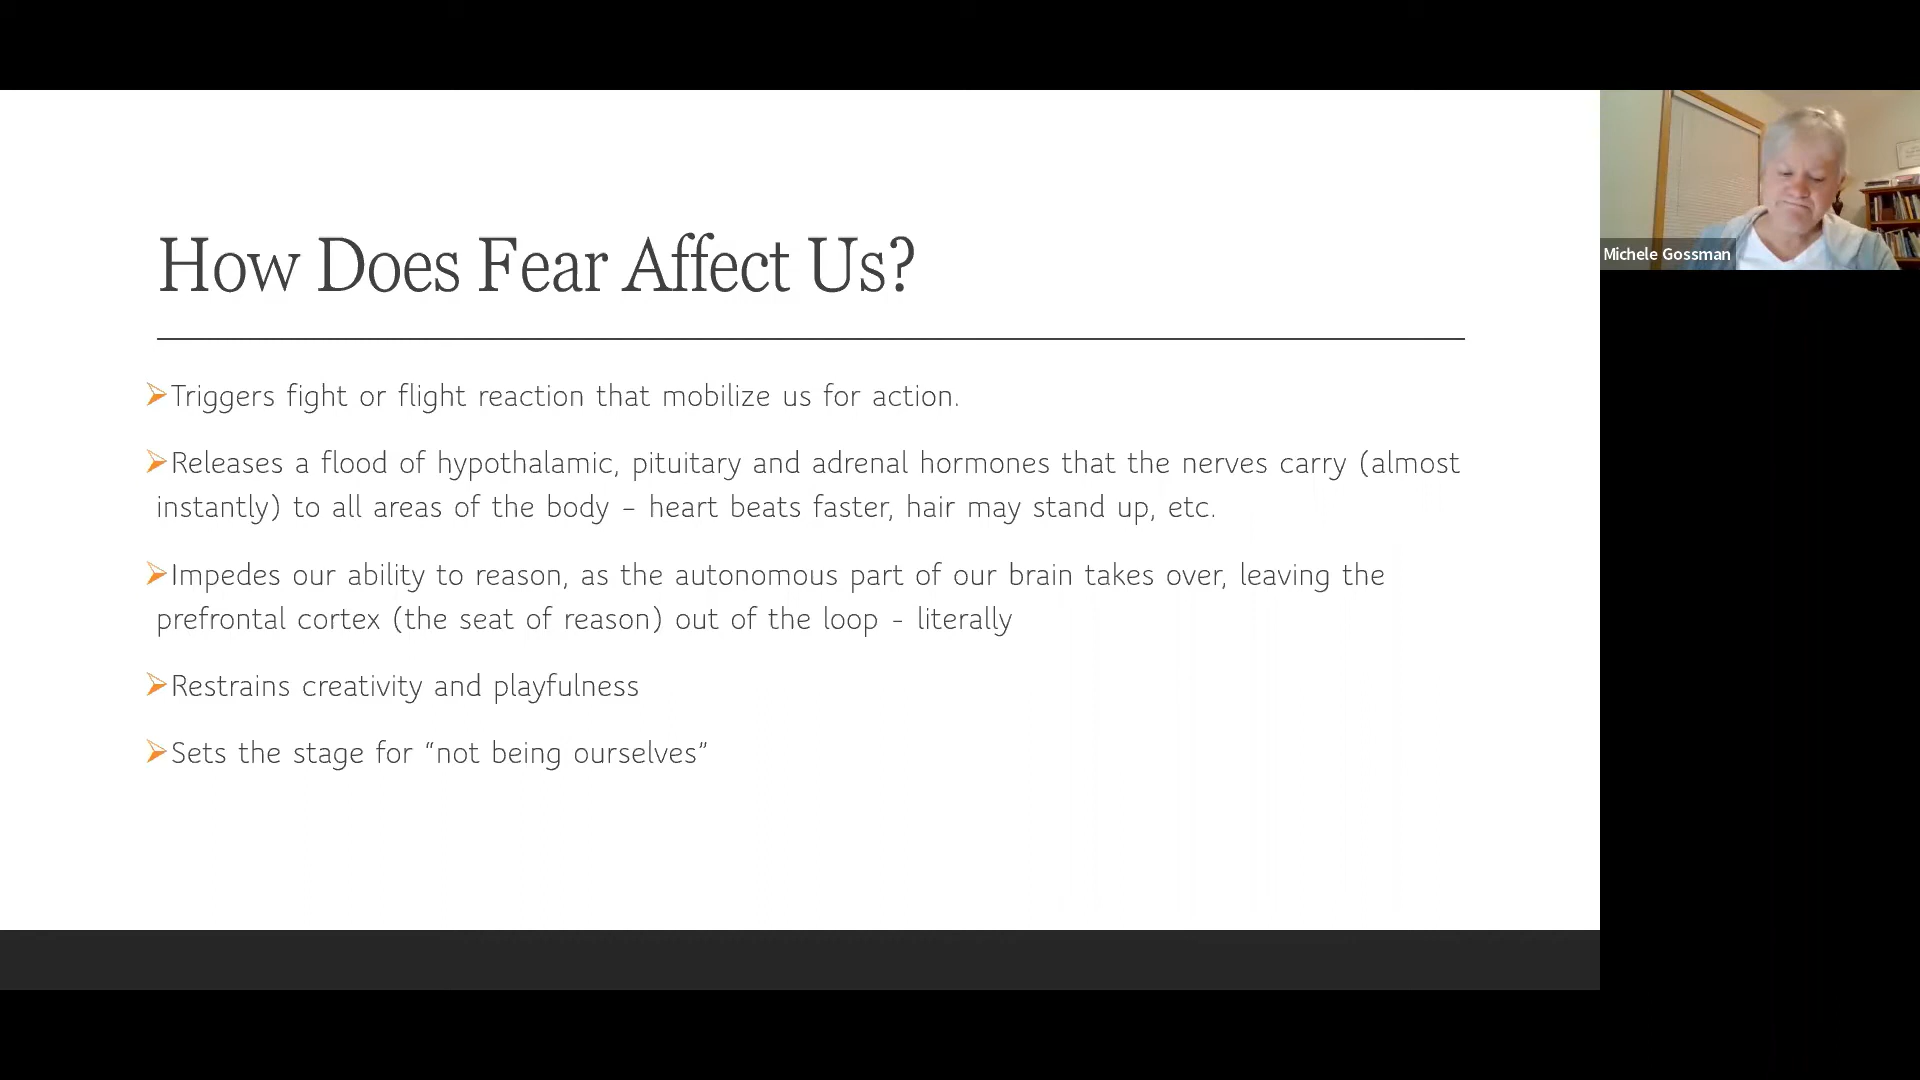 How Does Fear Affect Us?
Triggers fight or flight reaction that mobilize us for action.
Releases a flood of hypothalamic, pituitary and adrenal hormones that the nerves carry (almost
instantly) to all areas of the body – heart beats faster, hair may stand up, etc.
Impedes our ability to reason, as the autonomous part of our brain takes over, leaving the
prefrontal cortex (the seat of reason) out of the loop - literally
Restrains creativity and playfulness
Sets the stage for “not being ourselves”
Michele Gossman